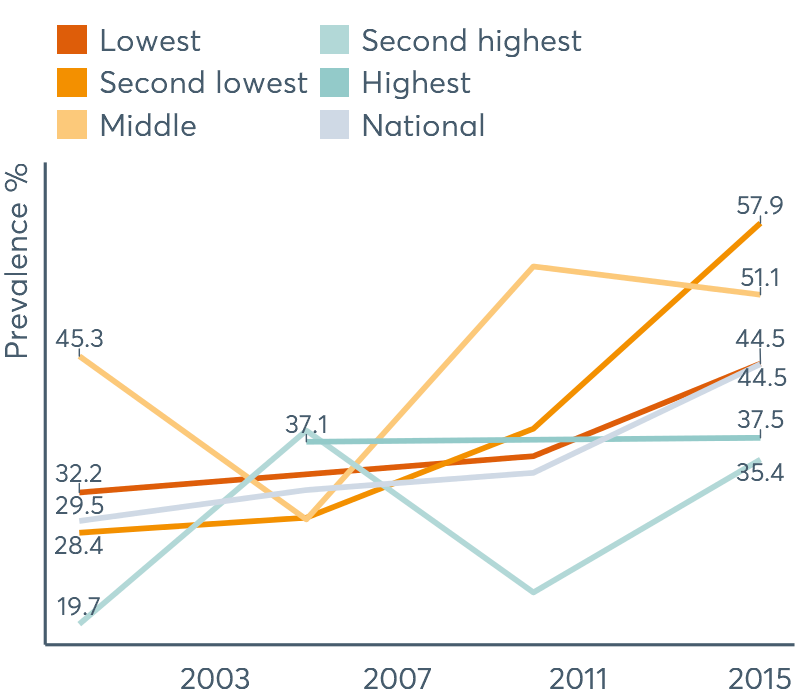 Lowest
Second highest
Second lowest
Highest
Middle
National
Prevalence %
57.9
51.1
45.3
44.5
44.5
37.1
37.5
32.2
35.4
29.5
28.4
19.7
2003 2007 2011 2015